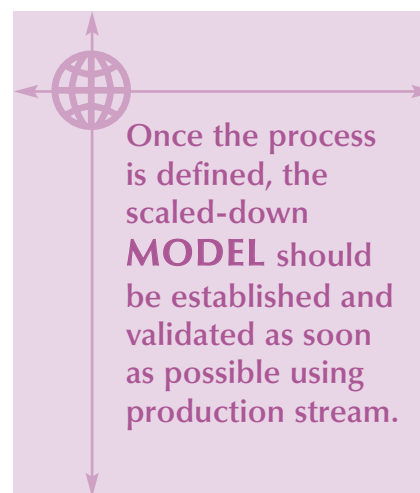 Once the process
is defined, the
scaled-down
MODEL should
be established and
validated as soon
as possible using
production stream.